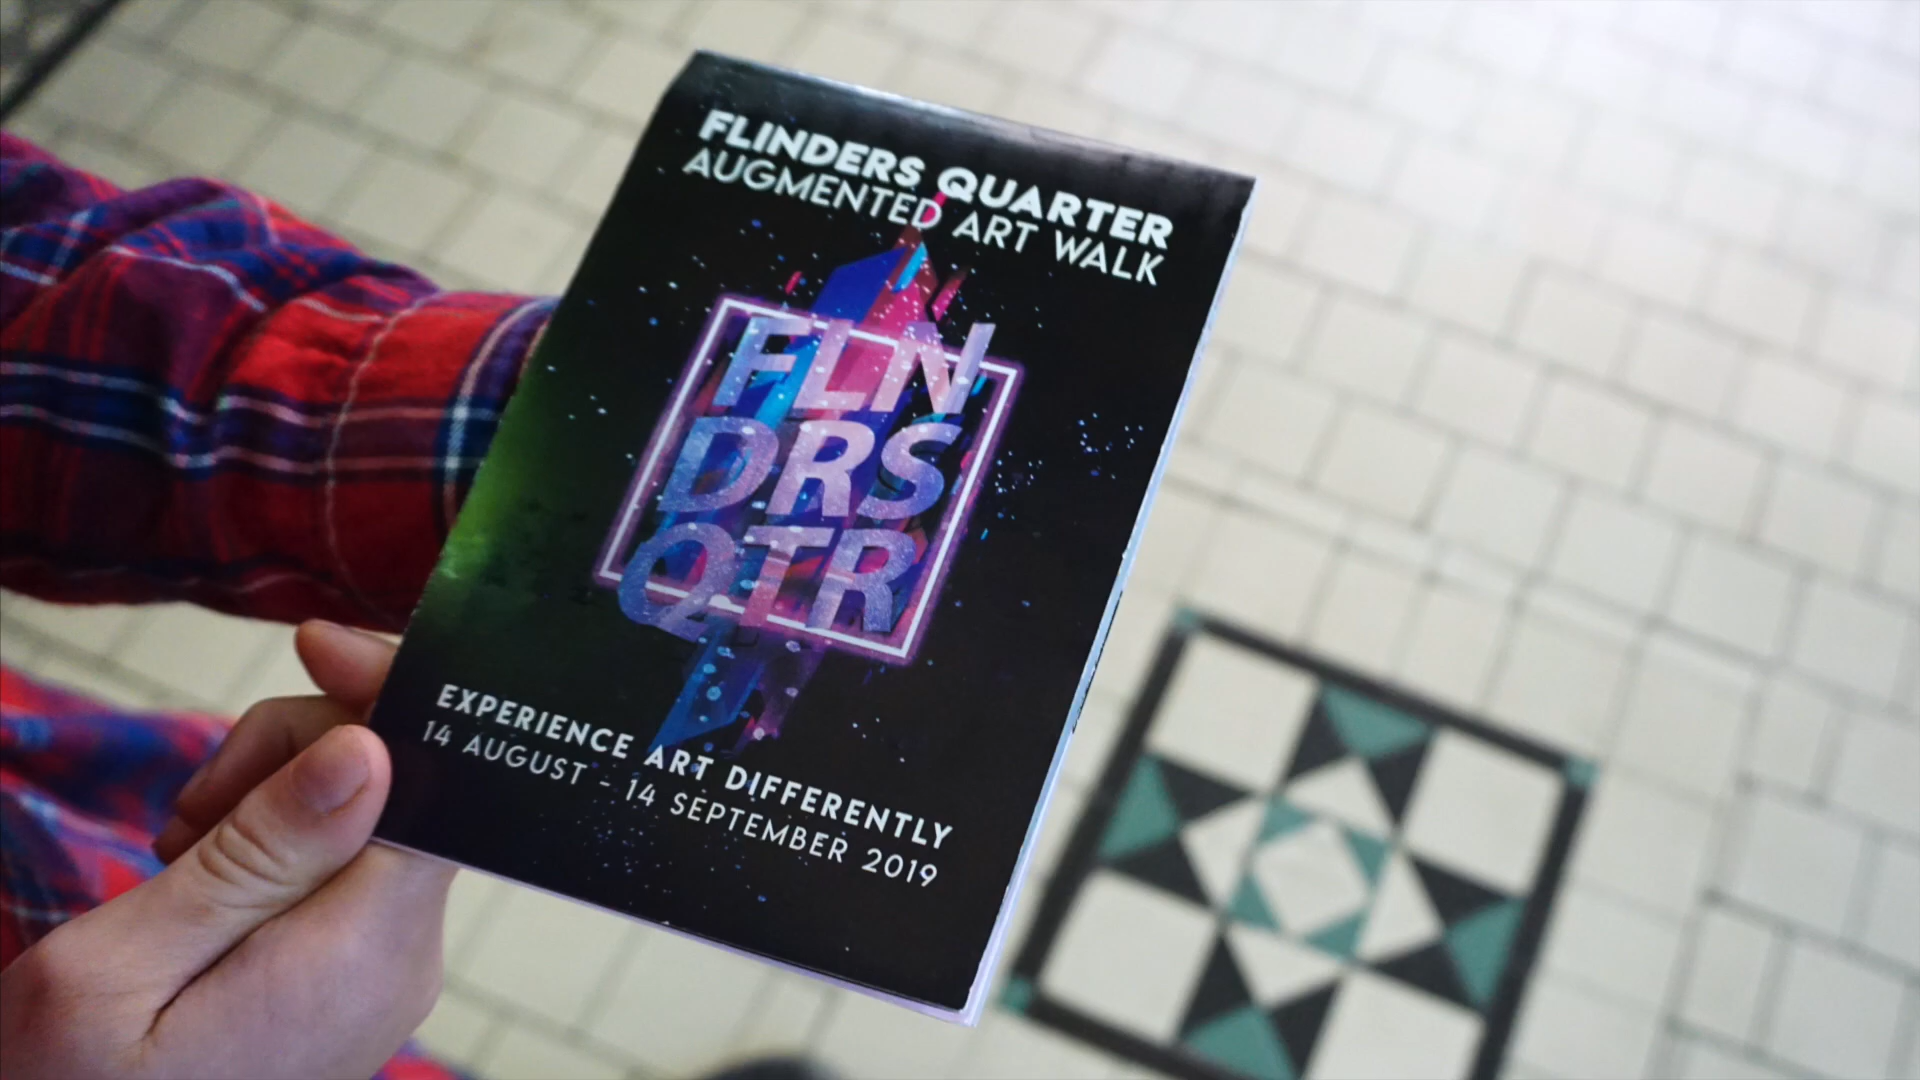 FLINDERS QUARTER
AUGMENTED ART WALK
FLN
DRS
QTR
EXPERIENCE ART DIFFERENTLY
14 AUGUST - 14 SEPTEMBER 2019